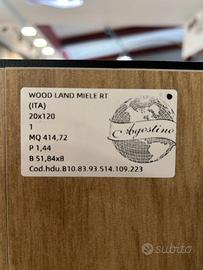 WOOD LAND MIELE RT
(ITA)
20x120
1
MQ 414,72
P 1,44
B 51,84x8
Cod.hdu.B10.83.93.514.109.223
Agostino
subito